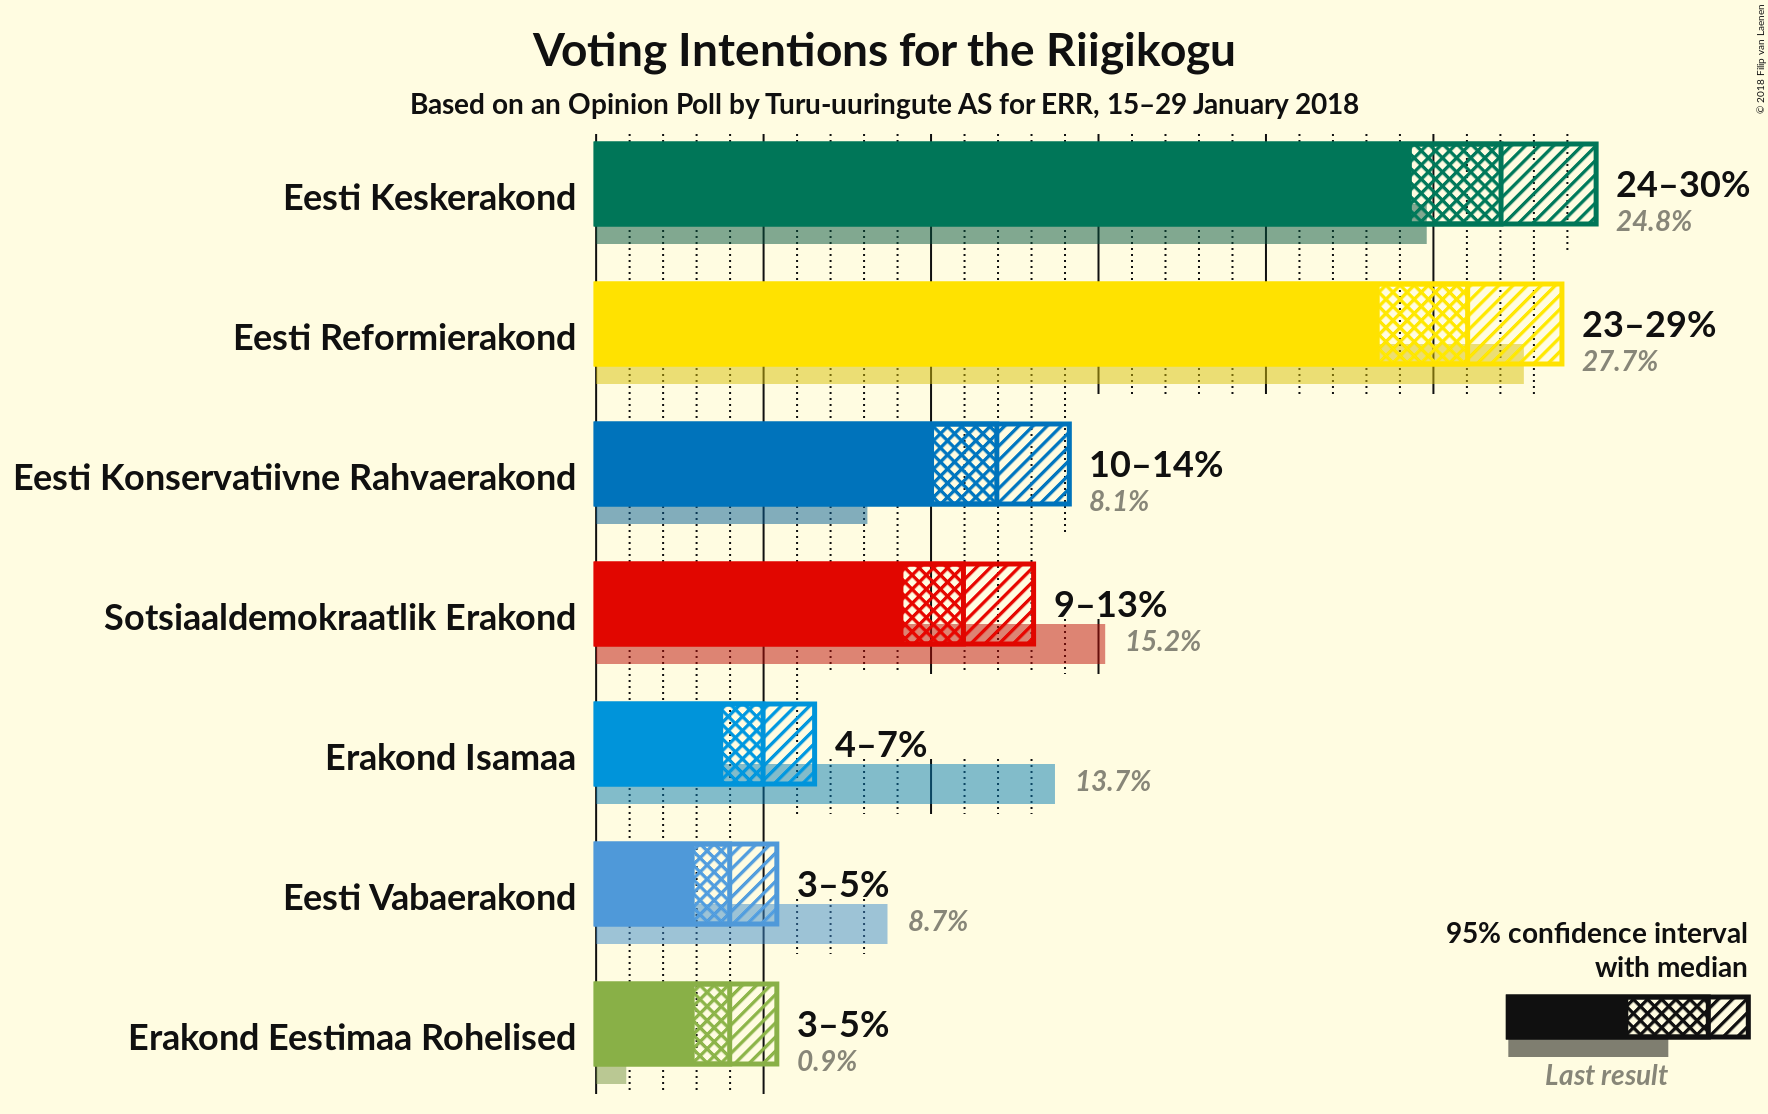 Voting Intentions for the Riigikogu
Based on an Opinion Poll by Turu-uuringute AS for ERR, 15–29 January 2018
© 2018 Filip van Laenen
Eesti Keskerakond
24–30%
24.8%
Eesti Reformierakond
23–29%
27.7%
Eesti Konservatiivne Rahvaerakond
10–14%
8.1%
Sotsiaaldemokraatlik Erakond
9–13%
15.2%
Erakond Isamaa
4–7%
13.7%
Eesti Vabaerakond
3–5%
8.7%
Erakond Eestimaa Rohelised
3–5%
0.9%
95% confidence interval
with median
Last result